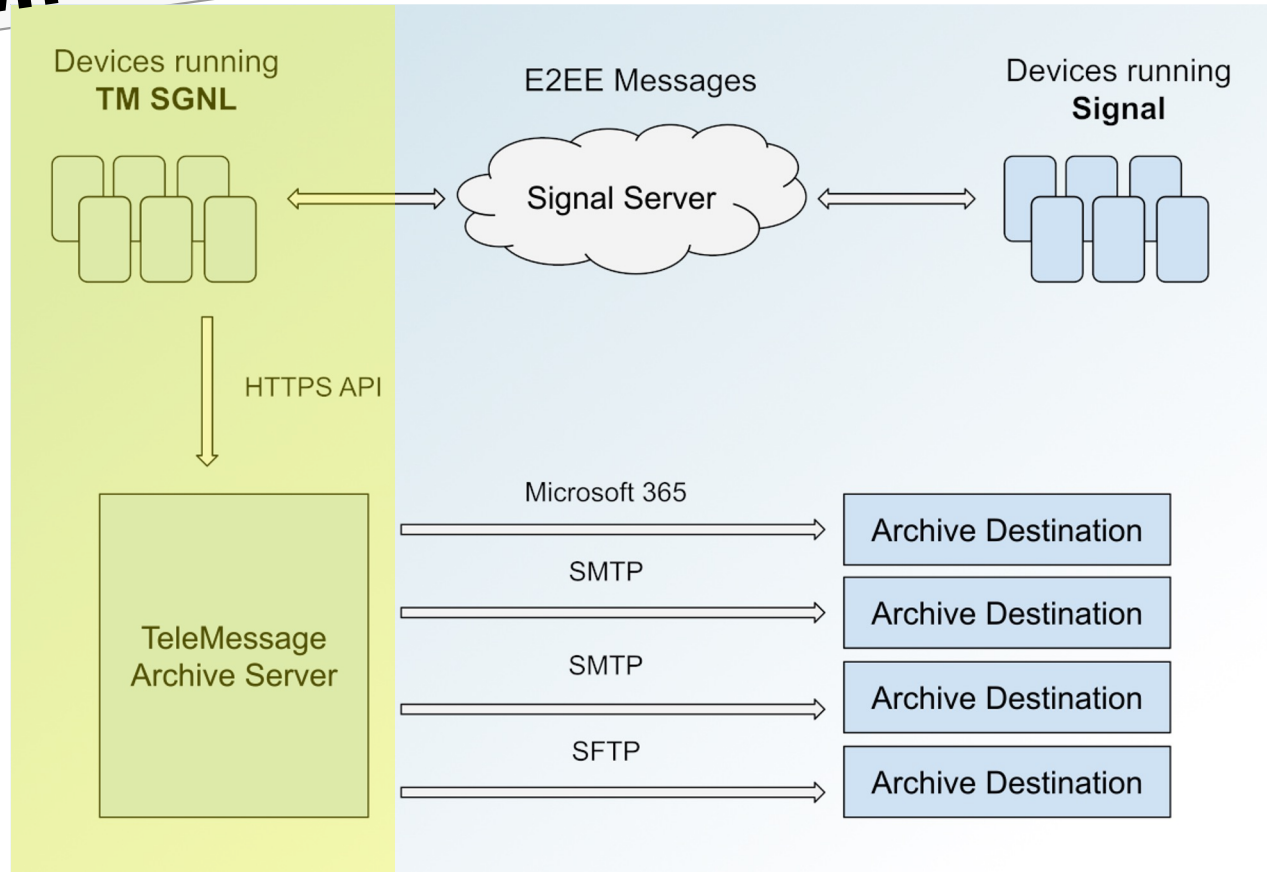 Devices running
TM SGNL
E2EE Messages
Devices running
Signal
Signal Server
HTTPS API
Microsoft 365
Archive Destination
SMTP
Archive Destination
TeleMessage
Archive Server
SMTP
Archive Destination
SFTP
Archive Destination